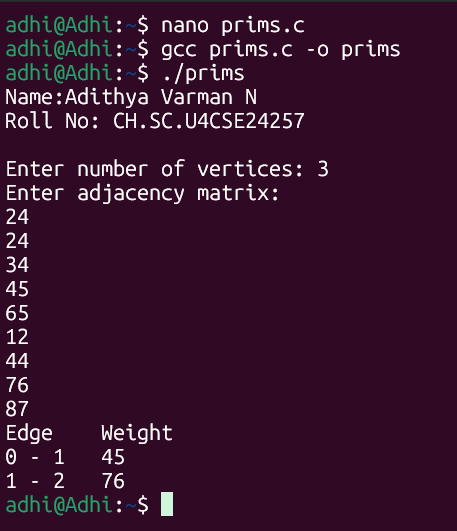 adhi@Adhi:~$ nano prims.c
adhi@Adhi:~$ gcc prims.c -o prims
adhi@Adhi:~$ ./prims
Name:Adithya Varman N
Roll No: CH.SC.U4CSE24257

Enter number of vertices: 3
Enter adjacency matrix:
24
24
34
45
65
12
44
76
87
Edge    Weight
0 - 1   45
1 - 2   76
adhi@Adhi:~$